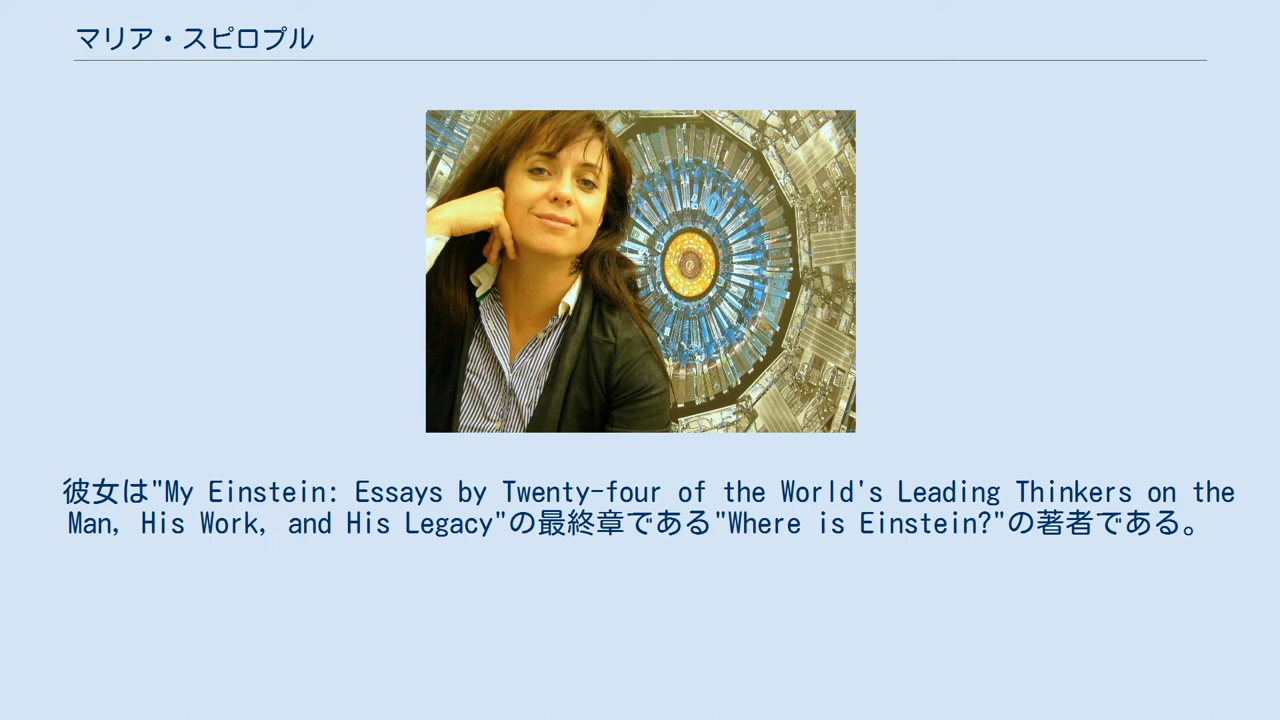 マリア・スピロプル
彼女は"My Einstein: Essays by Twenty-four of the World's Leading Thinkers on the
Man, His Work, and His Legacy"の最終章である"Where is Einstein?"の著者である。